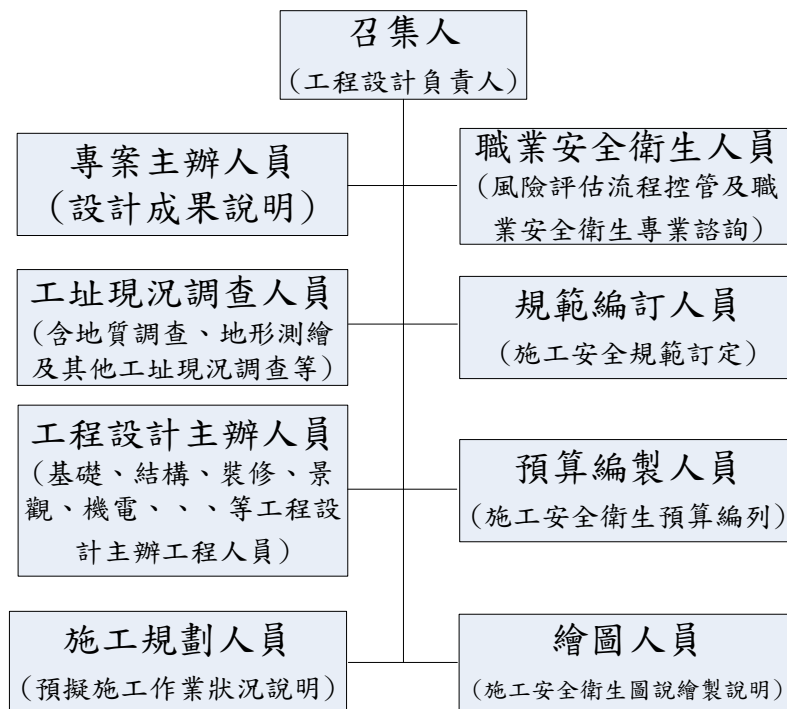 召集人
(工程設計負責人)
專案主辦人員
(設計成果說明)
職業安全衛生人員
(風險評估流程控管及職
業安全衛生專業諮詢)
工址現況調查人員
(含地質調查、地形測繪
及其他工址現況調查等)
規範編訂人員
(施工安全規範訂定)
工程設計主辦人員
(基礎、結構、裝修、景
觀、機電、、、等工程設
計主辦工程人員)
預算編製人員
(施工安全衛生預算編列)
施工規劃人員
(預擬施工作業狀況說明)
繪圖人員
(施工安全衛生圖說繪製說明)